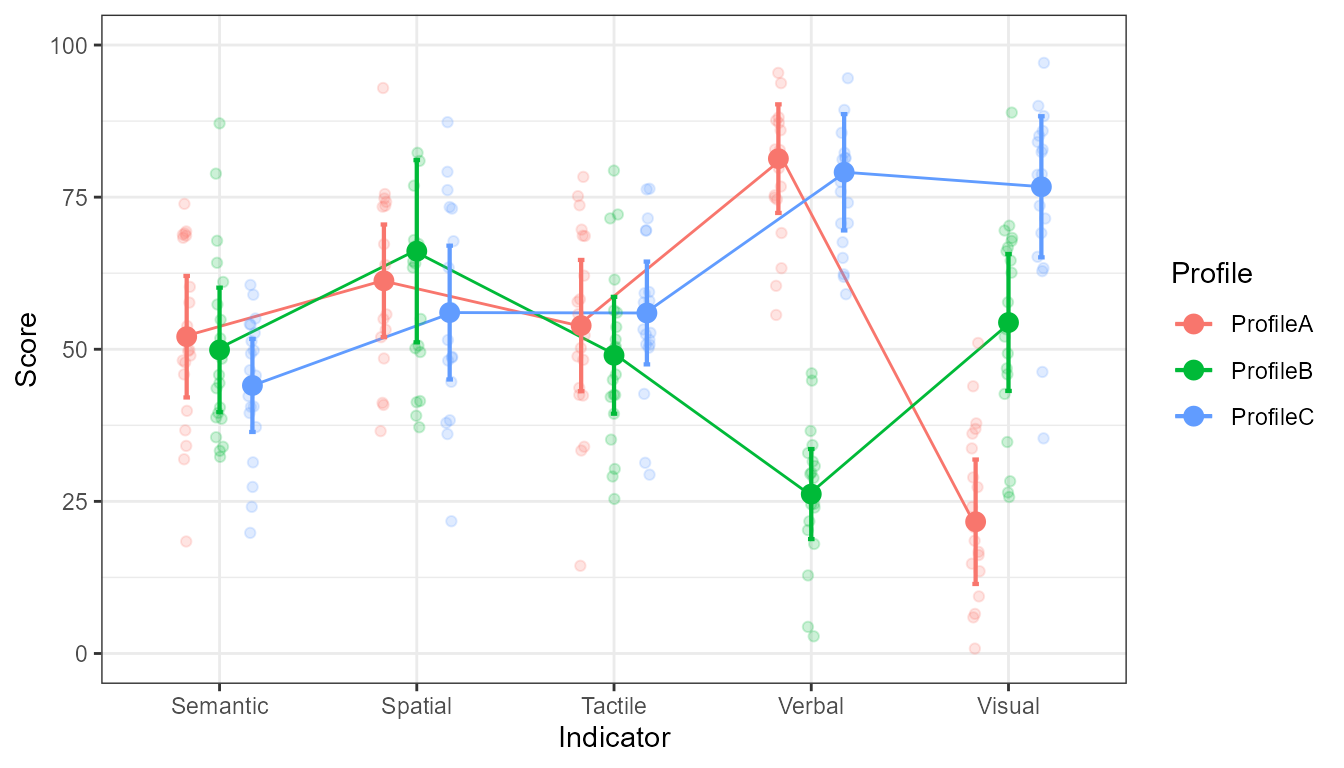 100
75
50
25
0
Score
Semantic
Spatial
Tactile
Verbal
Visual
Indicator
Profile
ProfileA
ProfileB
ProfileC